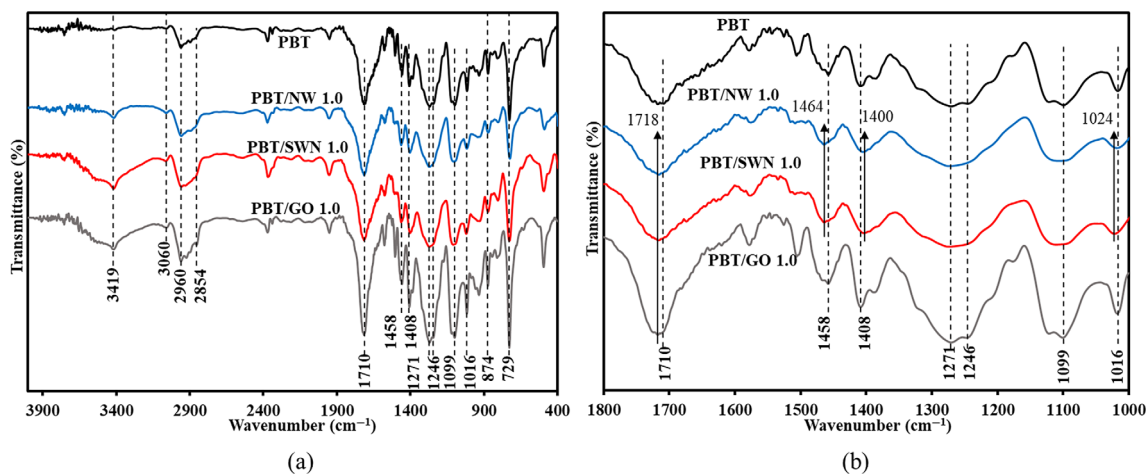 PBT
PBT/NW 1.0
PBT/SWN 1.0
PBT/GO 1.0
Transmittance (%)
3419
3060
2960
2854
1710
1458
1408
1271
1246
1099
1016
874
729
3900 3400 2900 2400 1900 1400 900 400
Wavenumber (cm⁻¹)
(a)
PBT
PBT/NW 1.0
1718
1464
1400
1024
PBT/SWN 1.0
PBT/GO 1.0
Transmittance (%)
1710
1458
1408
1271
1246
1099
1016
1800 1700 1600 1500 1400 1300 1200 1100 1000
Wavenumber (cm⁻¹)
(b)